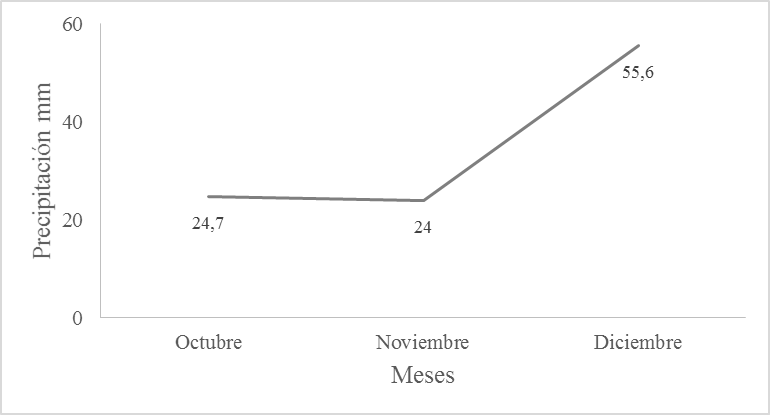 60
40
20
0
Precipitación mm
24,7
24
55,6
Octubre
Noviembre
Diciembre
Meses